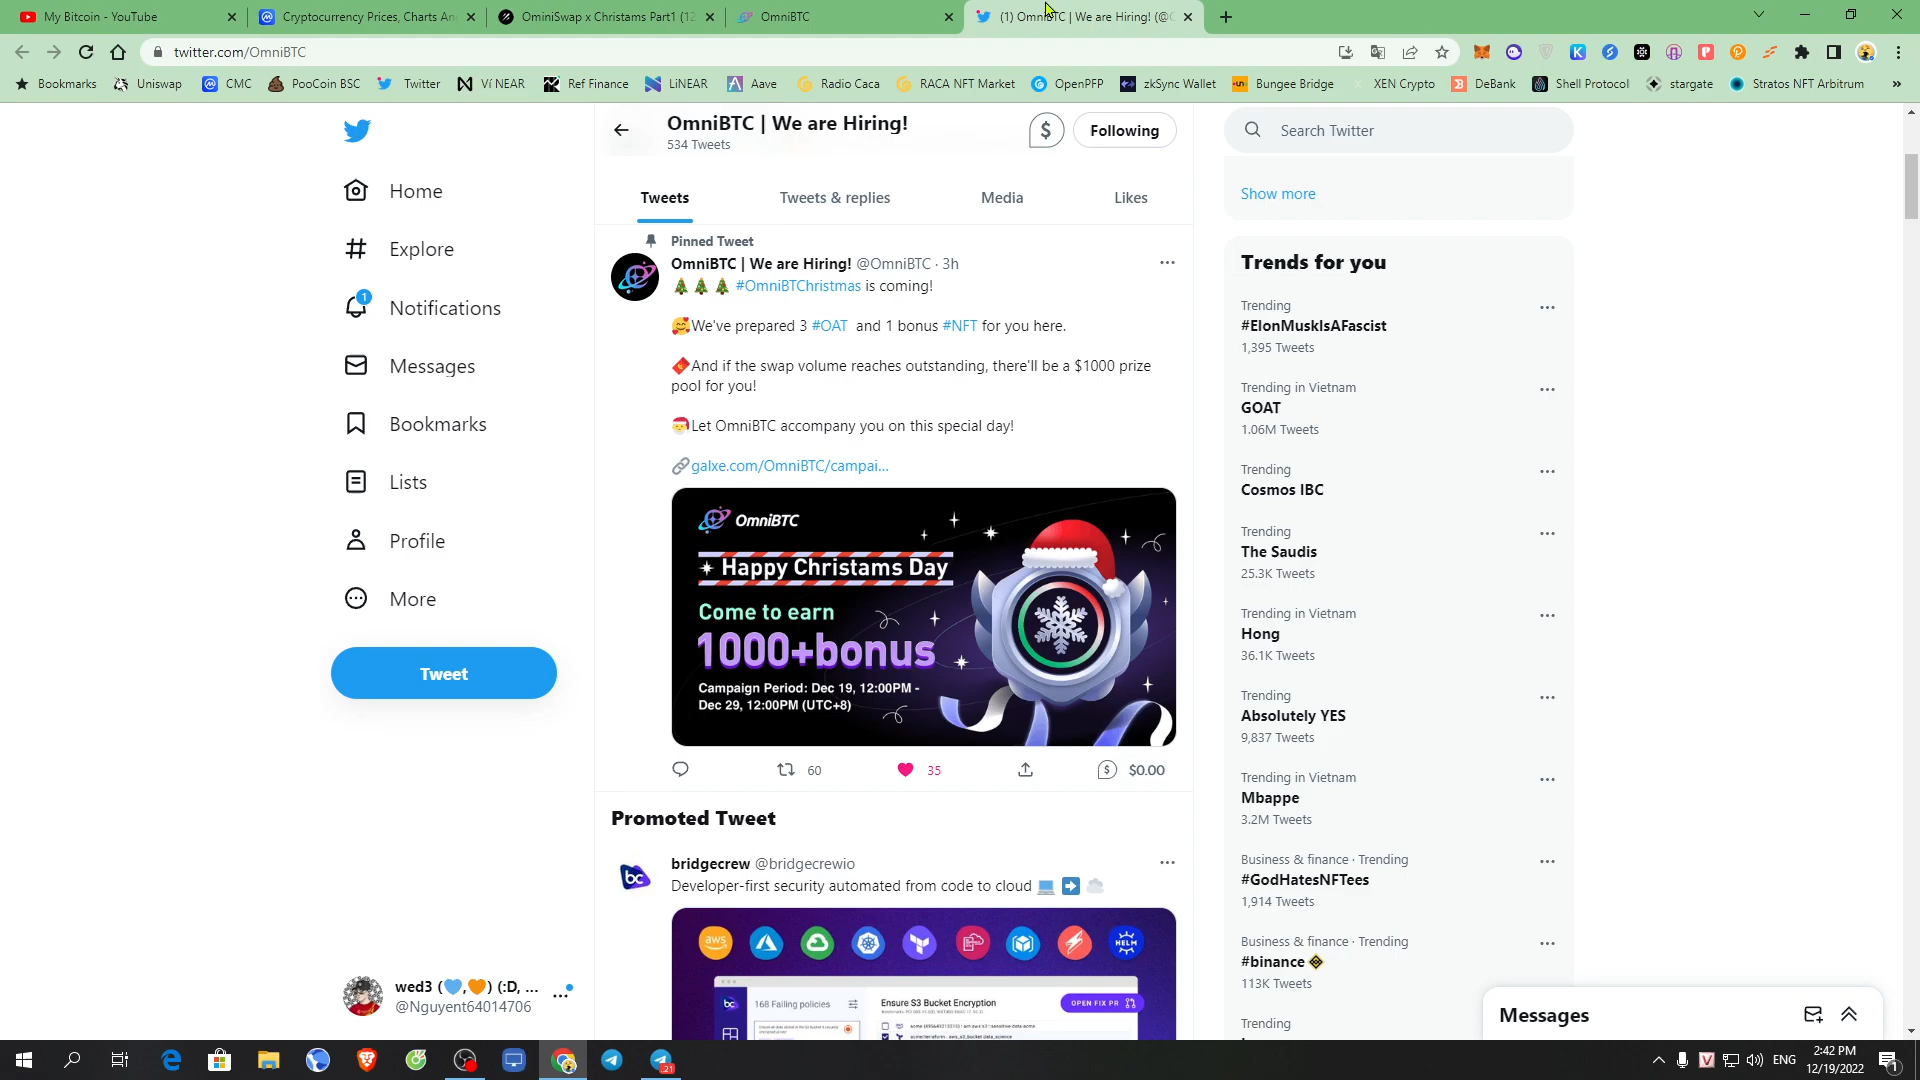 My Bitcoin - YouTube
Cryptocurrency Prices, Charts An
OminiSwap x Christams Part1 (12
OmniBTC
(1) OmniBTC | We are Hiring! (@O
twitter.com/OmniBTC
Bookmarks
Uniswap
CMC
PooCoin BSC
Twitter
Ví NEAR
Ref Finance
LiNEAR
Aave
Radio Caca
RACA NFT Market
OpenPFP
zkSync Wallet
Bungee Bridge
XEN Crypto
DeBank
Shell Protocol
stargate
Stratos NFT Arbitrum
Home
Explore
1
Notifications
Messages
Bookmarks
Lists
Profile
More
Tweet
wed3 (💙,🧡) (:D, ...
@Nguyent64014706
OmniBTC | We are Hiring!
534 Tweets
Following
Tweets
Tweets & replies
Media
Likes
Pinned Tweet
OmniBTC | We are Hiring! @OmniBTC · 3h
🎄🎄🎄 #OmniBTChristmas is coming!
🥰We've prepared 3 #OAT and 1 bonus #NFT for you here.
🧧And if the swap volume reaches outstanding, there'll be a $1000 prize
pool for you!
🎅Let OmniBTC accompany you on this special day!
🔗galxe.com/OmniBTC/campai...
OmniBTC
Happy Christams Day
Come to earn
1000+bonus
Campaign Period: Dec 19, 12:00PM -
Dec 29, 12:00PM (UTC+8)
60
35
$0.00
Promoted Tweet
bridgecrew @bridgecrewio
Developer-first security automated from code to cloud 💻 ➡️ ☁️
bc
aws
HELM
bc
168 Failing policies
Ensure S3 Bucket Encryption
OPEN FIX PR
Search Twitter
Show more
Trends for you
Trending
#ElonMuskIsAFascist
1,395 Tweets
Trending in Vietnam
GOAT
1.06M Tweets
Trending
Cosmos IBC
Trending
The Saudis
25.3K Tweets
Trending in Vietnam
Hong
36.1K Tweets
Trending
Absolutely YES
9,837 Tweets
Trending in Vietnam
Mbappe
3.2M Tweets
Business & finance · Trending
#GodHatesNFTees
1,914 Tweets
Business & finance · Trending
#binance
113K Tweets
Trending
Messages
21
ENG
2:42 PM
12/19/2022
1